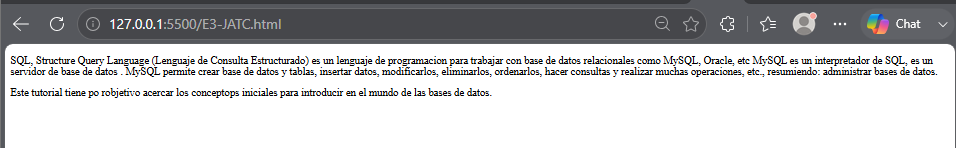 127.0.0.1:5500/E3-JATC.html
Chat
SQL, Structure Query Language (Lenguaje de Consulta Estructurado) es un lenguaje de programacion para trabajar con base de datos relacionales como MySQL, Oracle, etc MySQL es un interpretador de SQL, es un
servidor de base de datos . MySQL permite crear base de datos y tablas, insertar datos, modificarlos, eliminarlos, ordenarlos, hacer consultas y realizar muchas operaciones, etc., resumiendo: administrar bases de datos.
Este tutorial tiene po robjetivo acercar los conceptops iniciales para introducir en el mundo de las bases de datos.